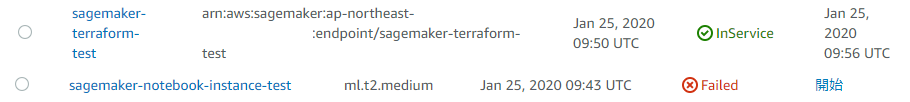 sagemaker-
terraform-
test
arn:aws:sagemaker:ap-northeast-
:endpoint/sagemaker-terraform-
test
Jan 25,
2020
09:50 UTC
InService
Jan 25,
2020
09:56 UTC
sagemaker-notebook-instance-test ml.t2.medium Jan 25, 2020 09:43 UTC Failed 開始